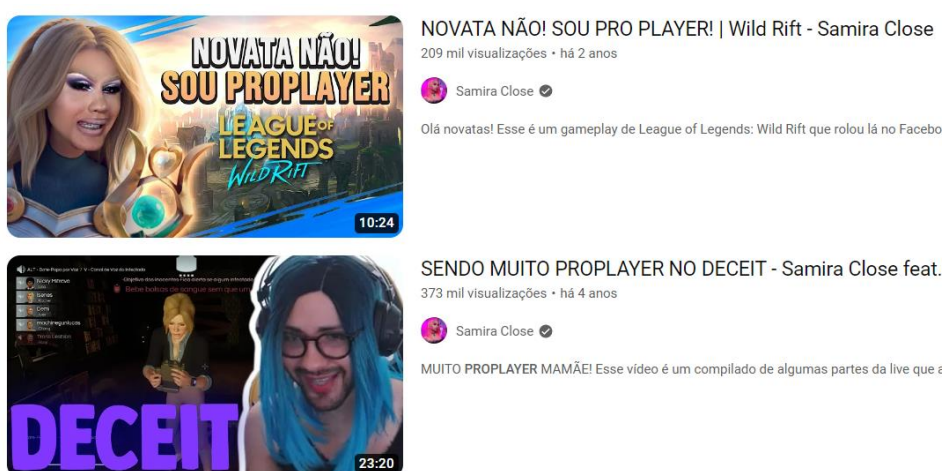 NOVATA NÃO!
SOU PROPLAYER
LEAGUE OF
LEGENDS
WILD RIFT
10:24
NOVATA NÃO! SOU PRO PLAYER! | Wild Rift - Samira Close
209 mil visualizações • há 2 anos
Samira Close
Olá novatas! Esse é um gameplay de League of Legends: Wild Rift que rolou lá no Facebo
DECEIT
23:20
SENDO MUITO PROPLAYER NO DECEIT - Samira Close feat.
373 mil visualizações • há 4 anos
Samira Close
MUITO PROPLAYER MAMÃE! Esse vídeo é um compilado de algumas partes da live que a